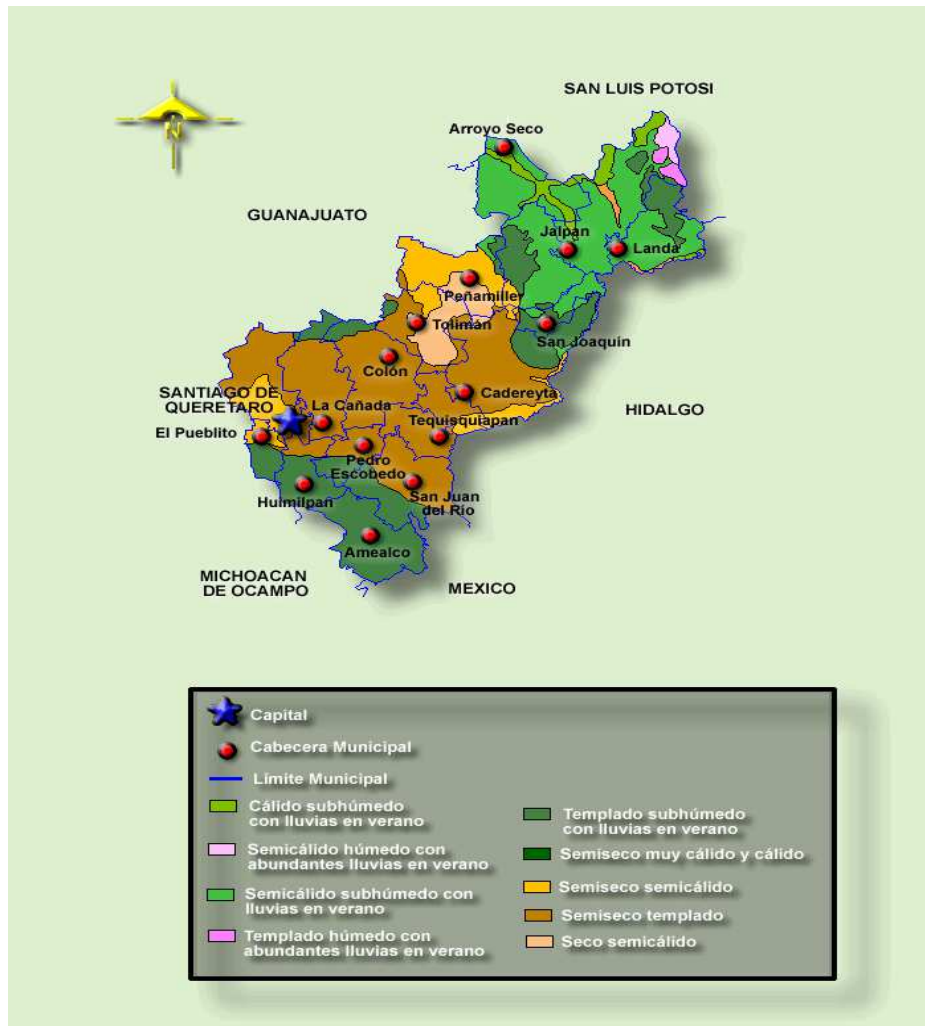 SAN LUIS POTOSI
Arroyo Seco
N
GUANAJUATO
Jalpan
Landa
Peñamiller
Tolimán
San Joaquin
Colón
SANTIAGO DE
QUERETARO
La Cañada
Cadereyta
HIDALGO
Tequisquiapan
El Pueblito
Pedro
Escobedo
Huimilpan
San Juan
del Río
Amealco
MICHOACAN
DE OCAMPO
MEXICO
Capital
Cabecera Municipal
Límite Municipal
Cálido subhúmedo
con lluvias en verano
Semicálido húmedo con
abundantes lluvias en verano
Semicálido subhúmedo con
lluvias en verano
Templado húmedo con
abundantes lluvias en verano
Templado subhúmedo
con lluvias en verano
Semiseco muy cálido y cálido
Semiseco semicálido
Semiseco templado
Seco semicálido